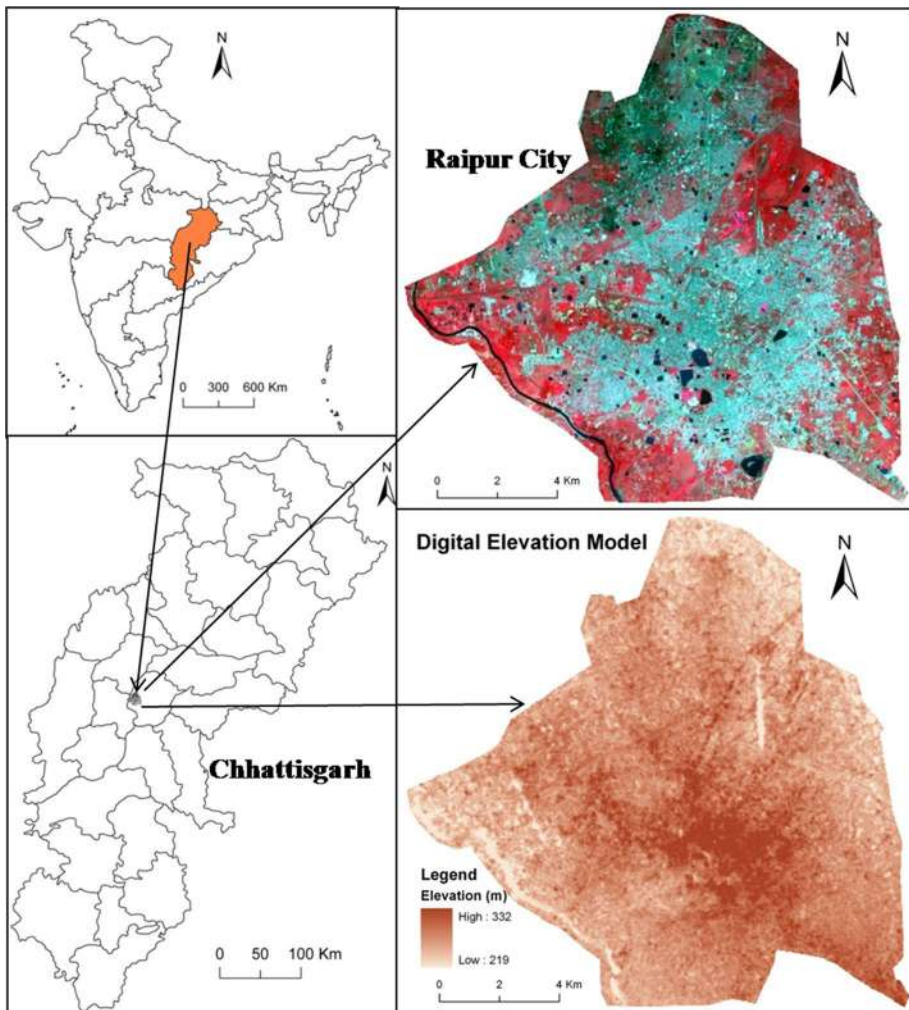 N
0 300 600 Km
N
Raipur City
0 2 4 Km
N
Chhattisgarh
0 50 100 Km
Digital Elevation Model
N
Legend
Elevation (m)
High : 332
Low : 219
0 2 4 Km